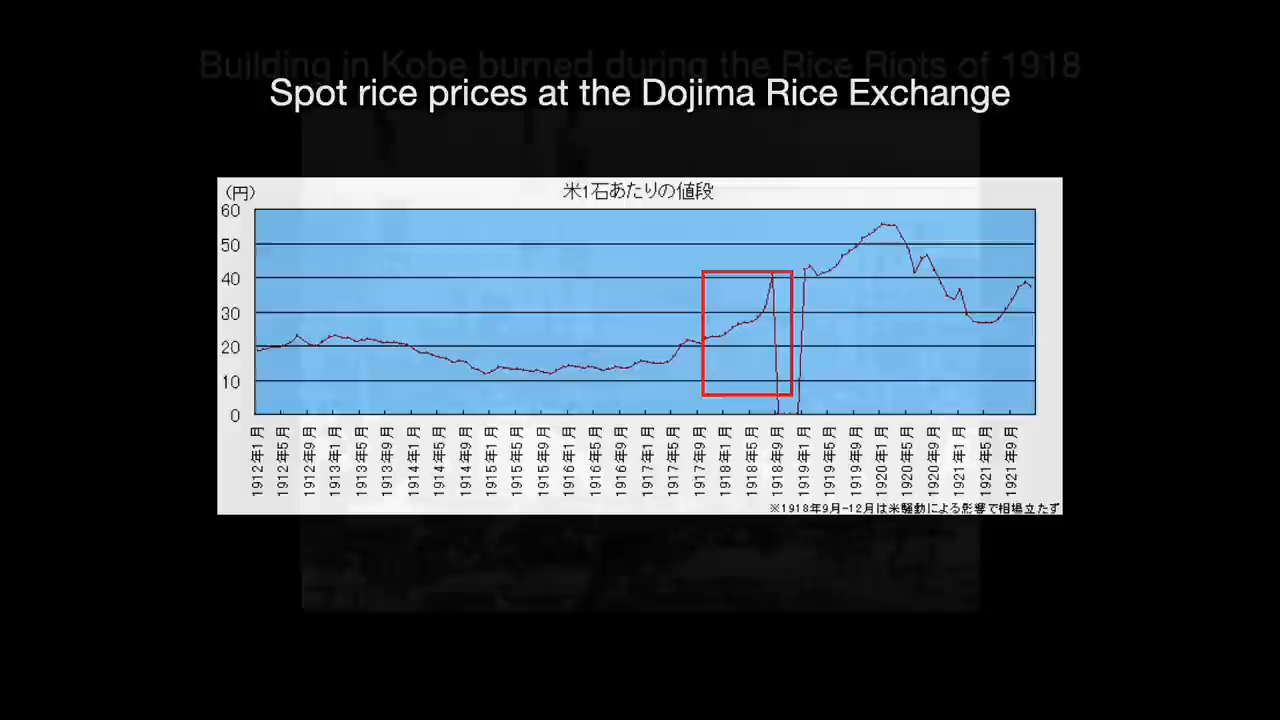 Building in Kobe burned during the Rice Riots of 1918
Spot rice prices at the Dojima Rice Exchange
米1石あたりの値段
(円)
60
50
40
30
20
10
0
1912年1月
1912年5月
1912年9月
1913年1月
1913年5月
1913年9月
1914年1月
1914年5月
1914年9月
1915年1月
1915年5月
1915年9月
1916年1月
1916年5月
1916年9月
1917年1月
1917年5月
1917年9月
1918年1月
1918年5月
1918年9月
1919年1月
1919年5月
1919年9月
1920年1月
1920年5月
1920年9月
1921年1月
1921年5月
1921年9月
※1918年9月-12月は米騒動による影響で相場立たず